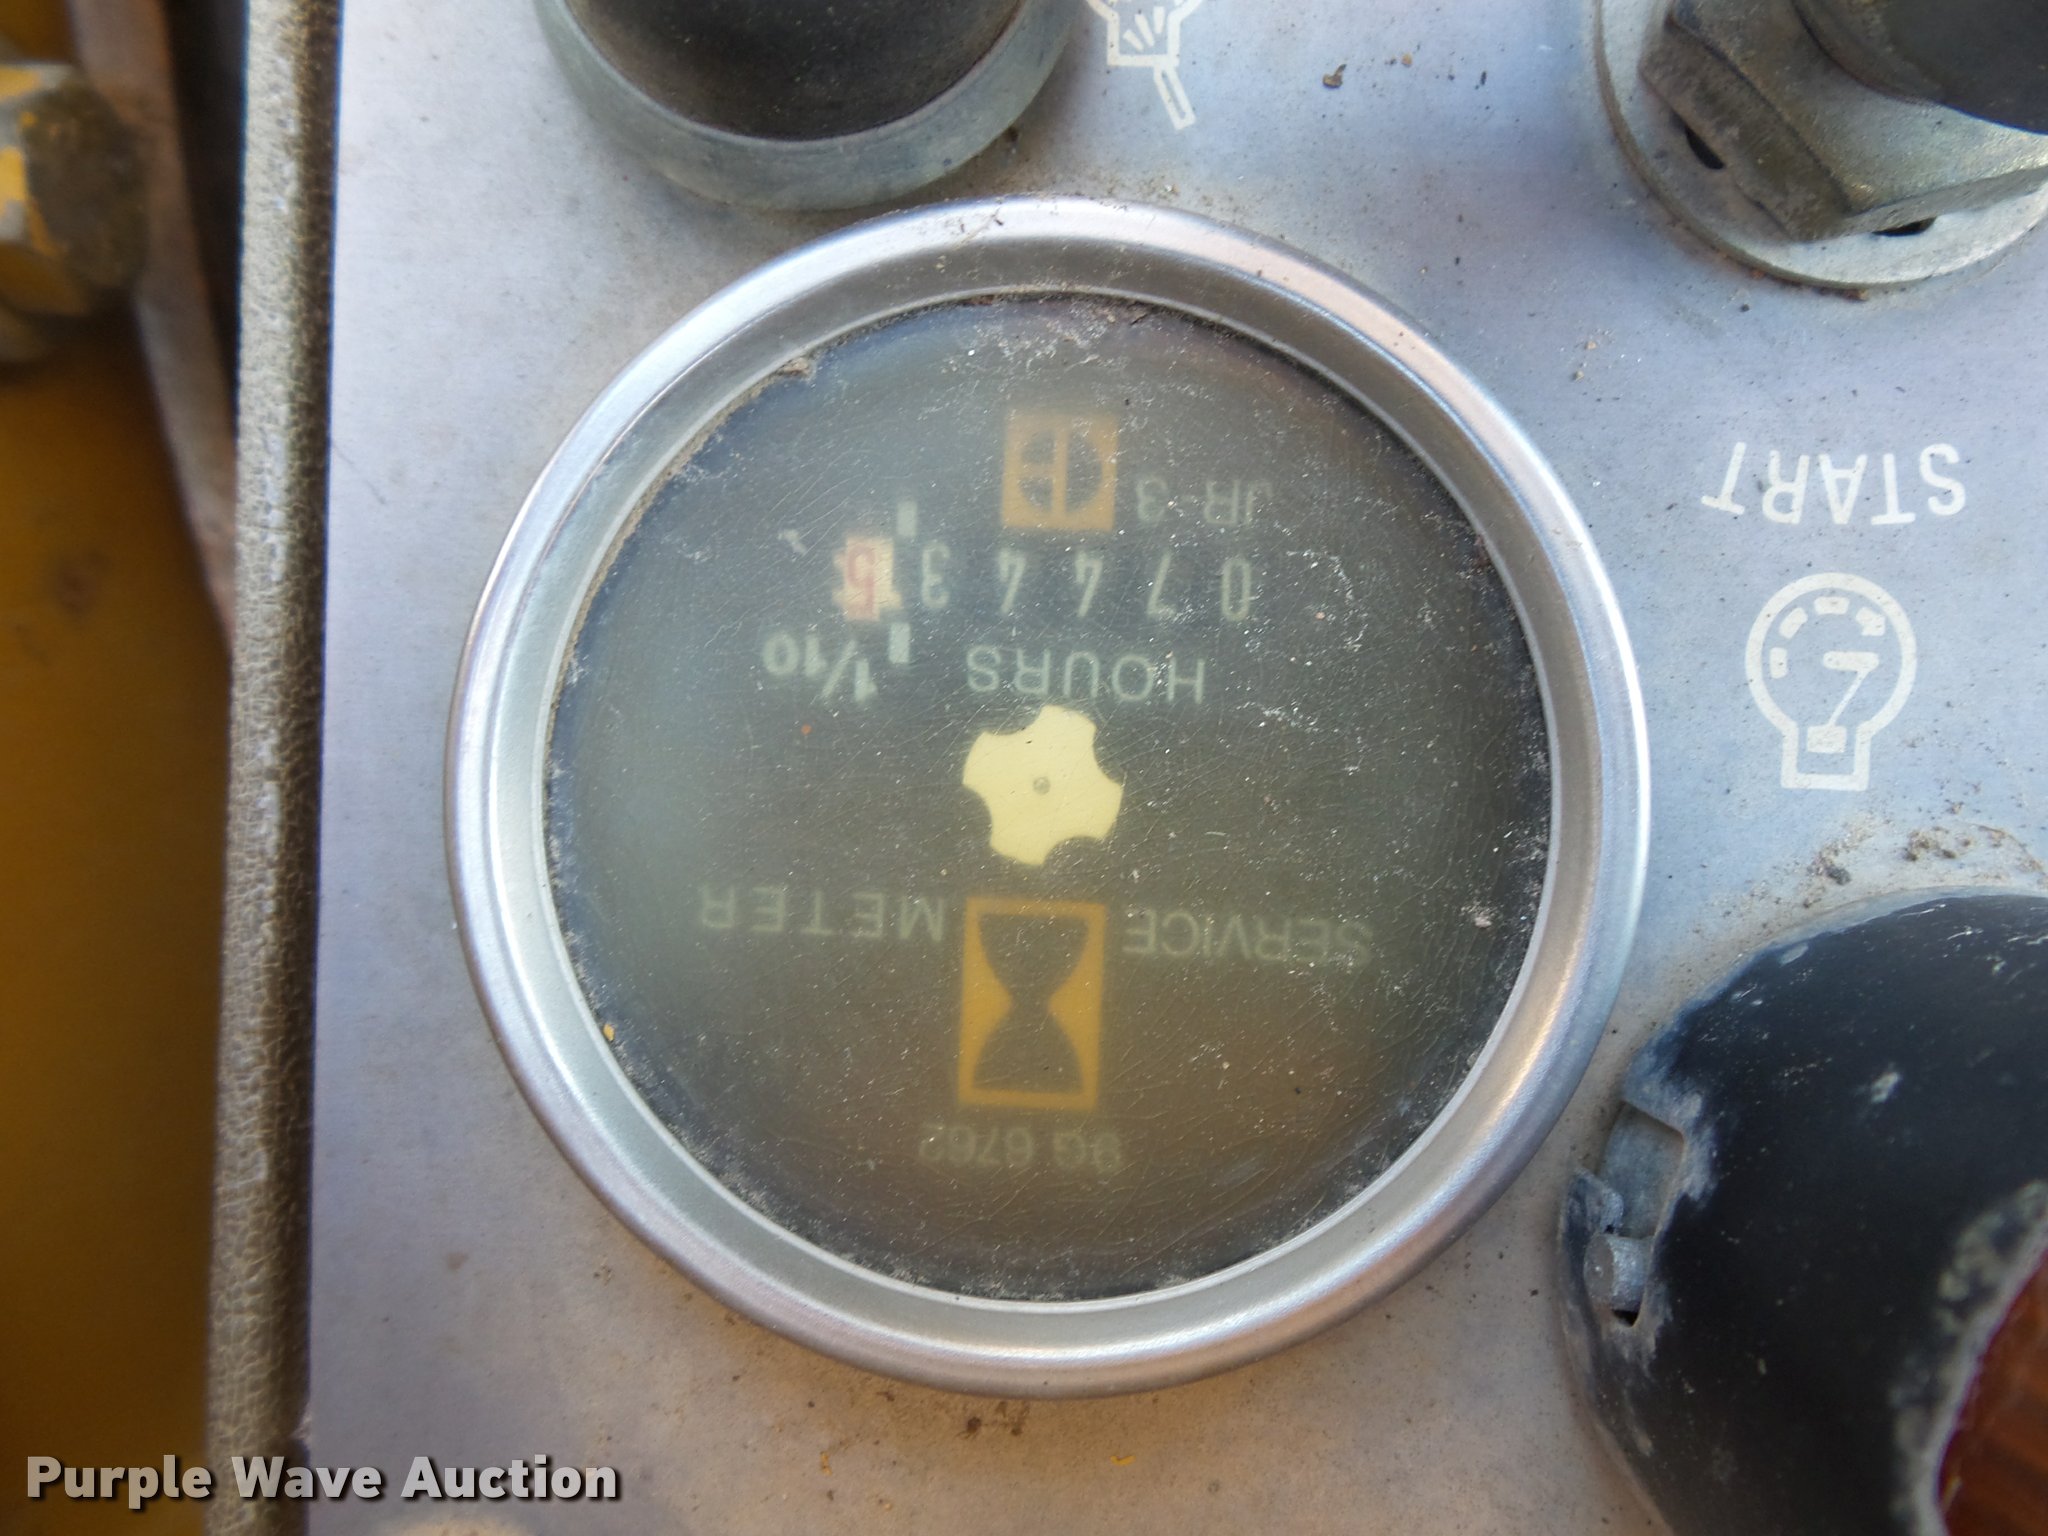 9G 6762
SERVICE METER
HOURS 1/10
0 7 4 4 3 5
JR-3
START
Purple Wave Auction